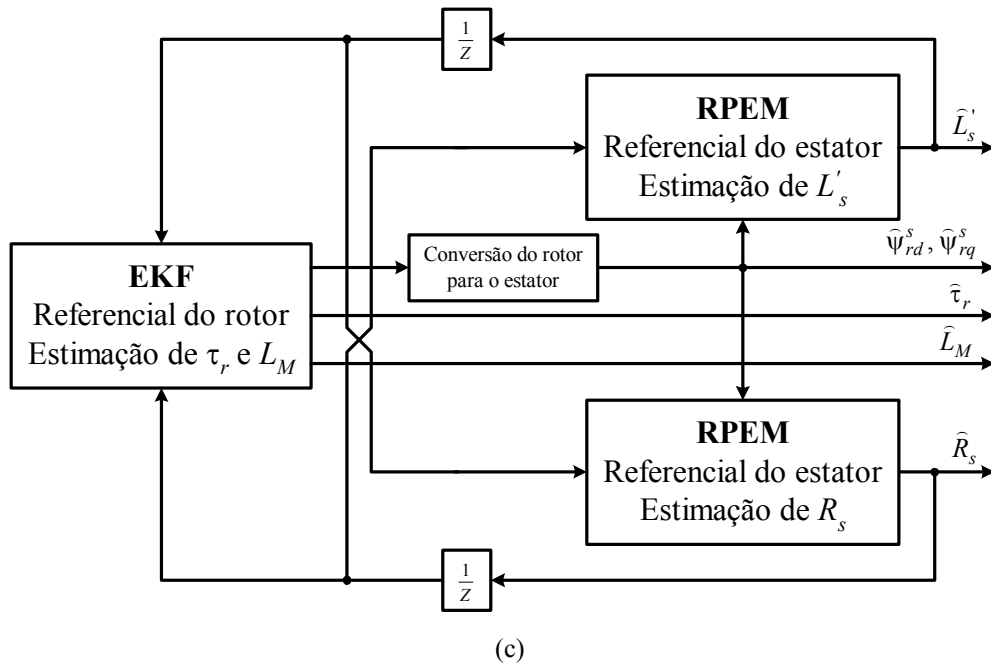 1/Z
RPEM
Referencial do estator
Estimação de L's
L̂'s
EKF
Referencial do rotor
Estimação de τr e LM
Conversão do rotor
para o estator
ψ̂ˢrd, ψ̂ˢrq
τ̂r
L̂M
RPEM
Referencial do estator
Estimação de Rs
R̂s
1/Z
(c)